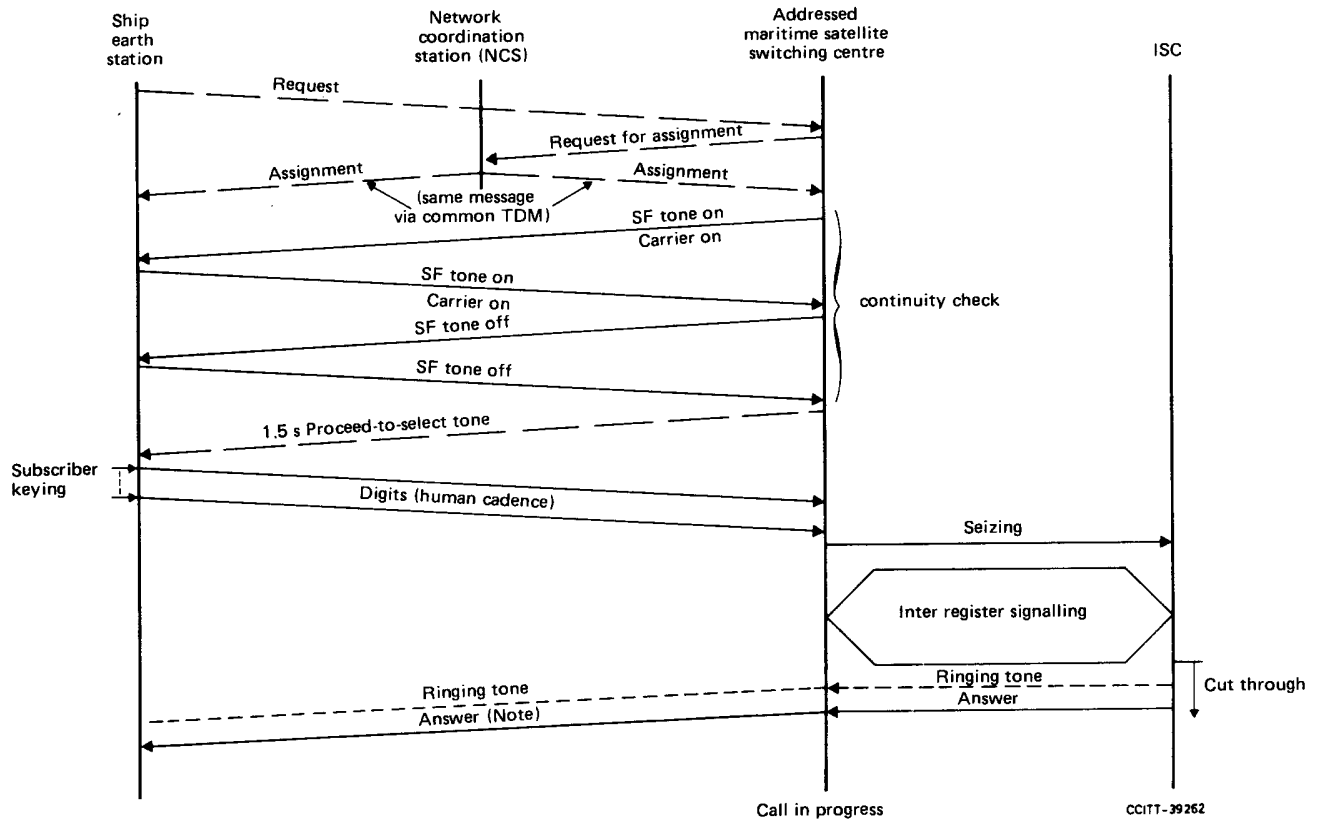 Ship
earth
station
Network
coordination
station (NCS)
Addressed
maritime satellite
switching centre
ISC
Request
Request for assignment
Assignment
Assignment
(same message
via common TDM)
SF tone on
Carrier on
SF tone on
Carrier on
continuity check
SF tone off
SF tone off
1.5 s Proceed-to-select tone
Subscriber
keying
Digits (human cadence)
Seizing
Inter register signalling
Ringing tone
Ringing tone
Cut through
Answer
Answer (Note)
Call in progress
CCITT-39262